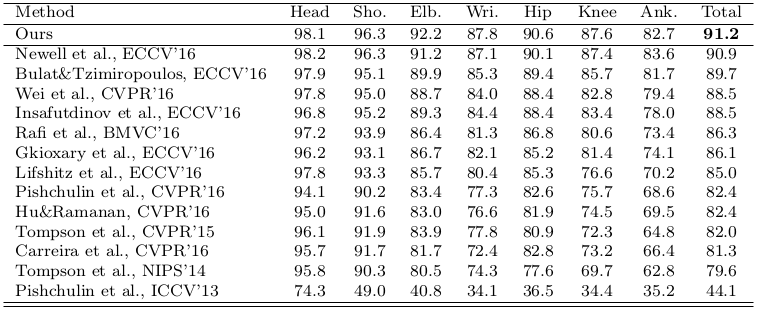 Method Head Sho. Elb. Wri. Hip Knee Ank. Total
Ours 98.1 96.3 92.2 87.8 90.6 87.6 82.7 91.2
Newell et al., ECCV'16 98.2 96.3 91.2 87.1 90.1 87.4 83.6 90.9
Bulat&Tzimiropoulos, ECCV'16 97.9 95.1 89.9 85.3 89.4 85.7 81.7 89.7
Wei et al., CVPR'16 97.8 95.0 88.7 84.0 88.4 82.8 79.4 88.5
Insafutdinov et al., ECCV'16 96.8 95.2 89.3 84.4 88.4 83.4 78.0 88.5
Rafi et al., BMVC'16 97.2 93.9 86.4 81.3 86.8 80.6 73.4 86.3
Gkioxary et al., ECCV'16 96.2 93.1 86.7 82.1 85.2 81.4 74.1 86.1
Lifshitz et al., ECCV'16 97.8 93.3 85.7 80.4 85.3 76.6 70.2 85.0
Pishchulin et al., CVPR'16 94.1 90.2 83.4 77.3 82.6 75.7 68.6 82.4
Hu&Ramanan, CVPR'16 95.0 91.6 83.0 76.6 81.9 74.5 69.5 82.4
Tompson et al., CVPR'15 96.1 91.9 83.9 77.8 80.9 72.3 64.8 82.0
Carreira et al., CVPR'16 95.7 91.7 81.7 72.4 82.8 73.2 66.4 81.3
Tompson et al., NIPS'14 95.8 90.3 80.5 74.3 77.6 69.7 62.8 79.6
Pishchulin et al., ICCV'13 74.3 49.0 40.8 34.1 36.5 34.4 35.2 44.1